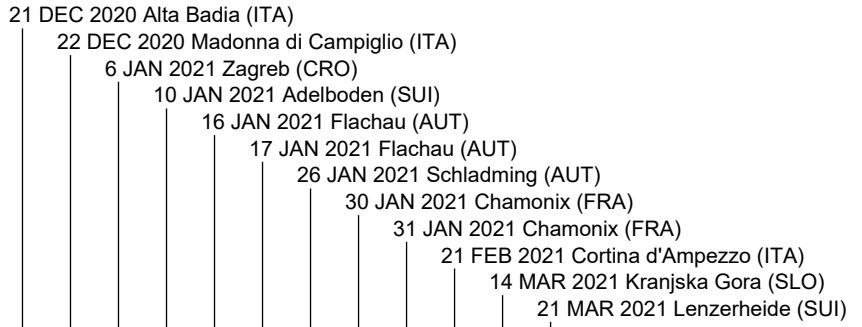 21 DEC 2020 Alta Badia (ITA)
22 DEC 2020 Madonna di Campiglio (ITA)
6 JAN 2021 Zagreb (CRO)
10 JAN 2021 Adelboden (SUI)
16 JAN 2021 Flachau (AUT)
17 JAN 2021 Flachau (AUT)
26 JAN 2021 Schladming (AUT)
30 JAN 2021 Chamonix (FRA)
31 JAN 2021 Chamonix (FRA)
21 FEB 2021 Cortina d'Ampezzo (ITA)
14 MAR 2021 Kranjska Gora (SLO)
21 MAR 2021 Lenzerheide (SUI)